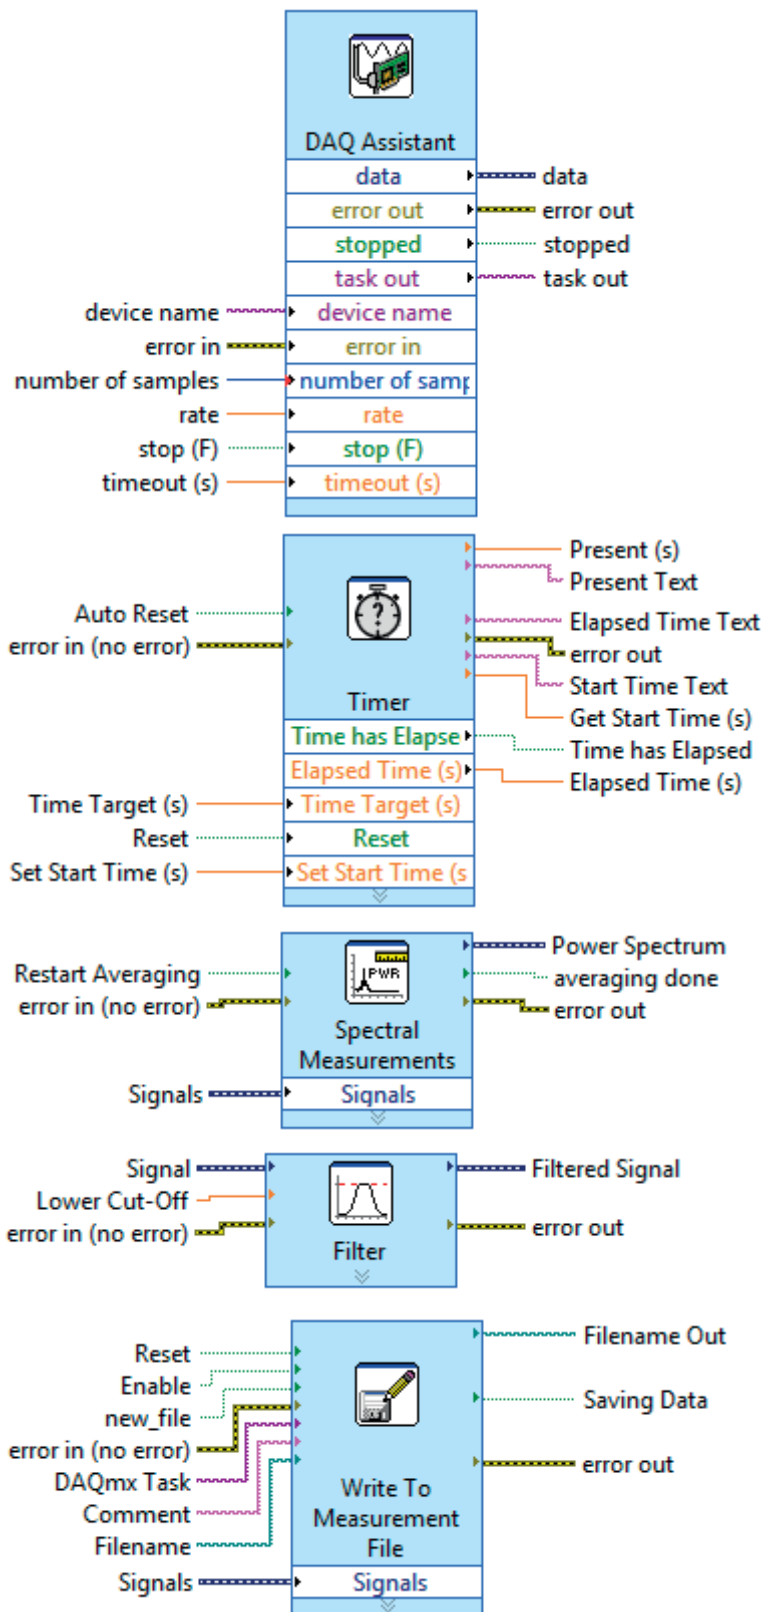 DAQ Assistant
data
data
error out
error out
stopped
stopped
task out
task out
device name
device name
error in
error in
number of samples
number of samp
rate
rate
stop (F)
stop (F)
timeout (s)
timeout (s)
Present (s)
Present Text
Auto Reset
Elapsed Time Text
error in (no error)
error out
Start Time Text
Timer
Get Start Time (s)
Time has Elapse
Time has Elapsed
Elapsed Time (s)
Elapsed Time (s)
Time Target (s)
Time Target (s)
Reset
Reset
Set Start Time (s)
Set Start Time (s
Power Spectrum
PWR
Restart Averaging
averaging done
error in (no error)
error out
Spectral
Measurements
Signals
Signals
Signal
Filtered Signal
Lower Cut-Off
error in (no error)
error out
Filter
Filename Out
Reset
Enable
Saving Data
new_file
error in (no error)
error out
DAQmx Task
Write To
Comment
Measurement
Filename
File
Signals
Signals